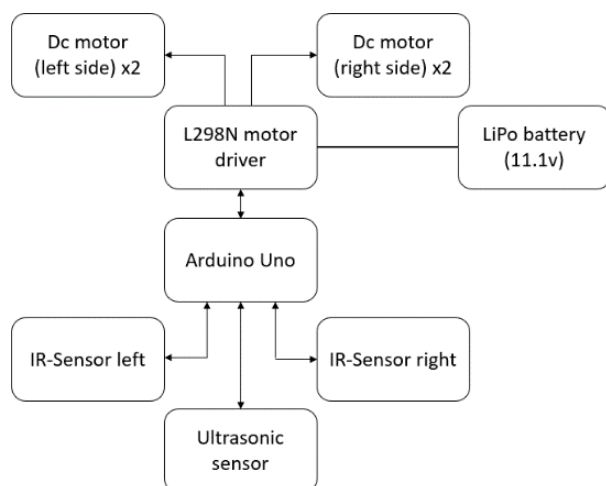 Dc motor
(left side) x2
Dc motor
(right side) x2
L298N motor
driver
LiPo battery
(11.1v)
Arduino Uno
IR-Sensor left
IR-Sensor right
Ultrasonic
sensor